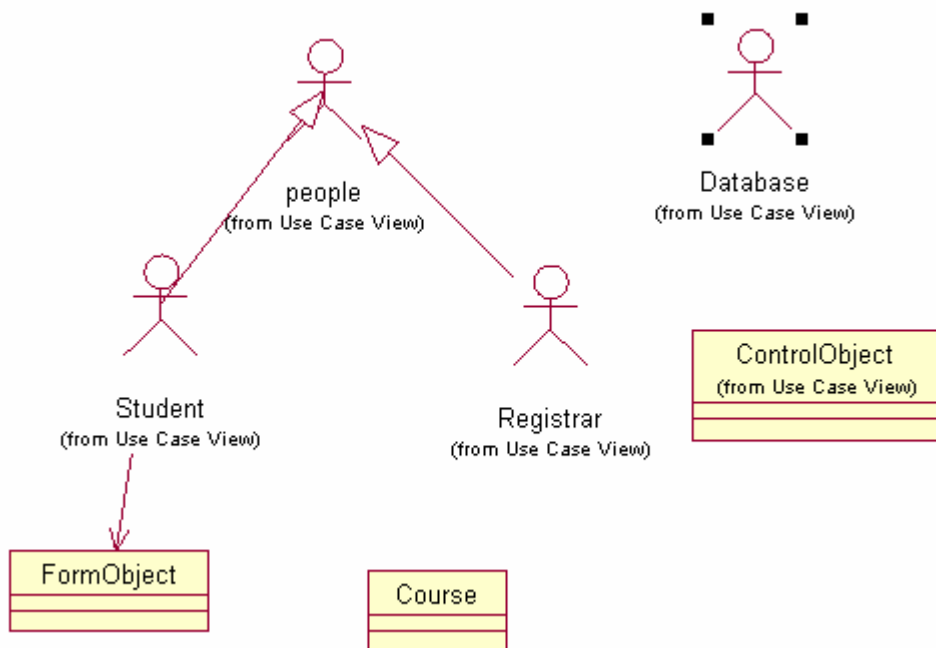 people
(from Use Case View)
Database
(from Use Case View)
Student
(from Use Case View)
Registrar
(from Use Case View)
ControlObject
(from Use Case View)
FormObject
Course